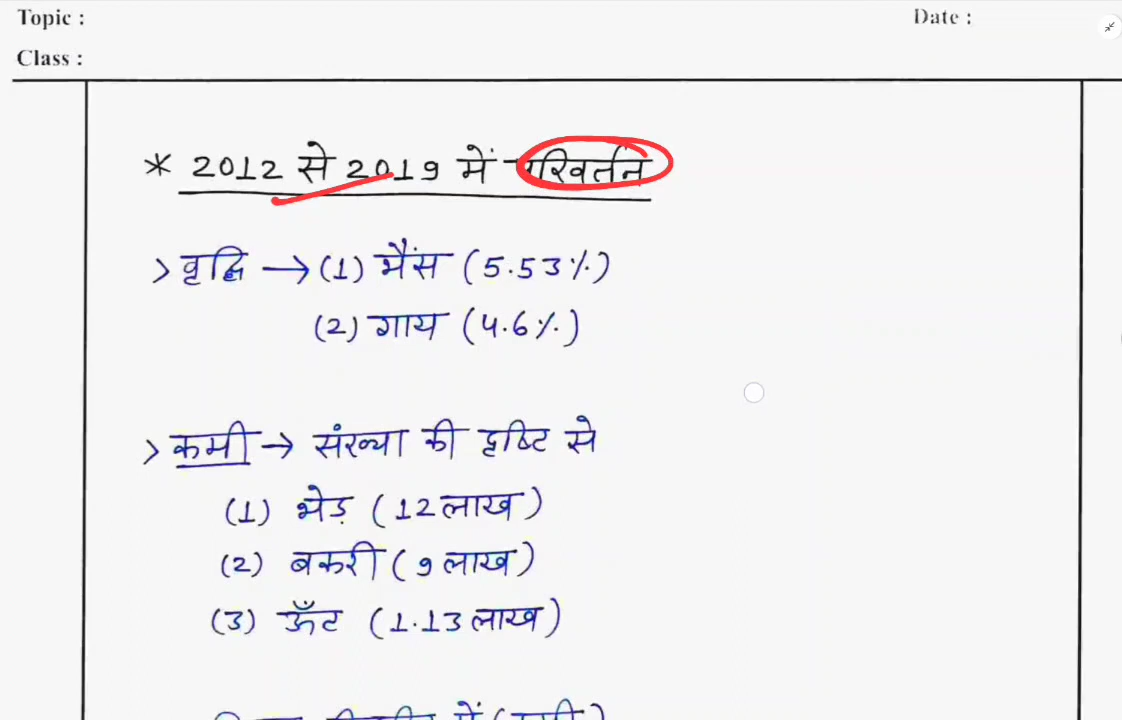 Topic :
Date :
Class :
* 2012 से 2019 में परिवर्तन
> वृद्धि → (1) भैंस (5.53%)
(2) गाय (4.6%)
> कमी → संख्या की दृष्टि से
(1) भेड़ (12 लाख)
(2) बकरी (9 लाख)
(3) ऊँट (1.13 लाख)
में